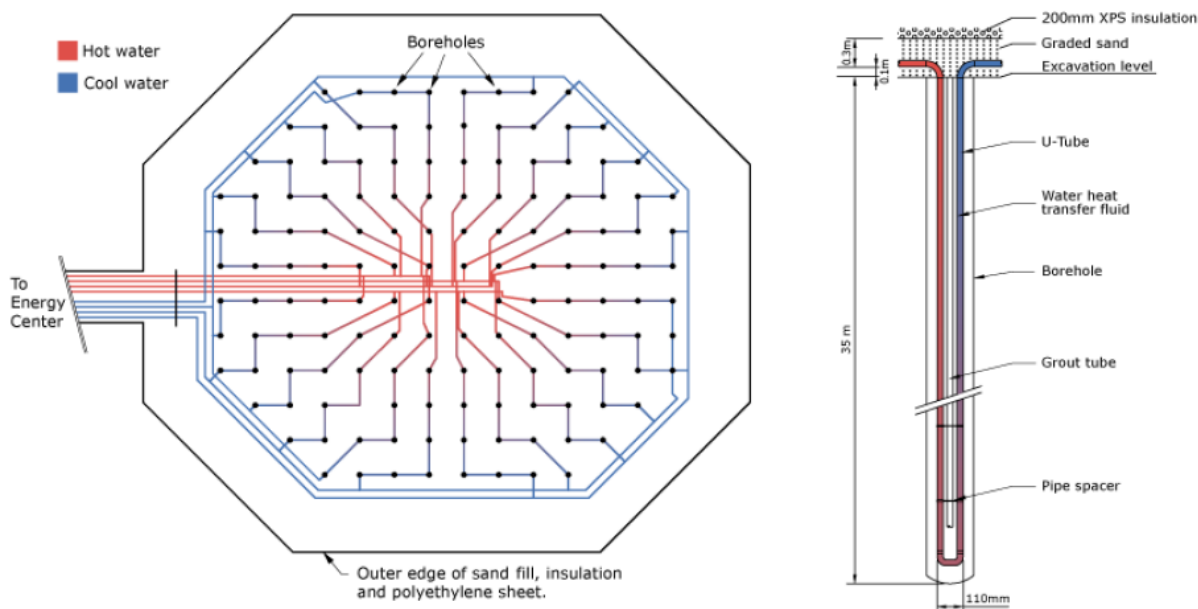 Hot water
Cool water
Boreholes
To
Energy
Center
Outer edge of sand fill, insulation
and polyethylene sheet.
200mm XPS insulation
Graded sand
Excavation level
0.3m
0.1m
U-Tube
Water heat
transfer fluid
Borehole
35 m
Grout tube
Pipe spacer
110mm